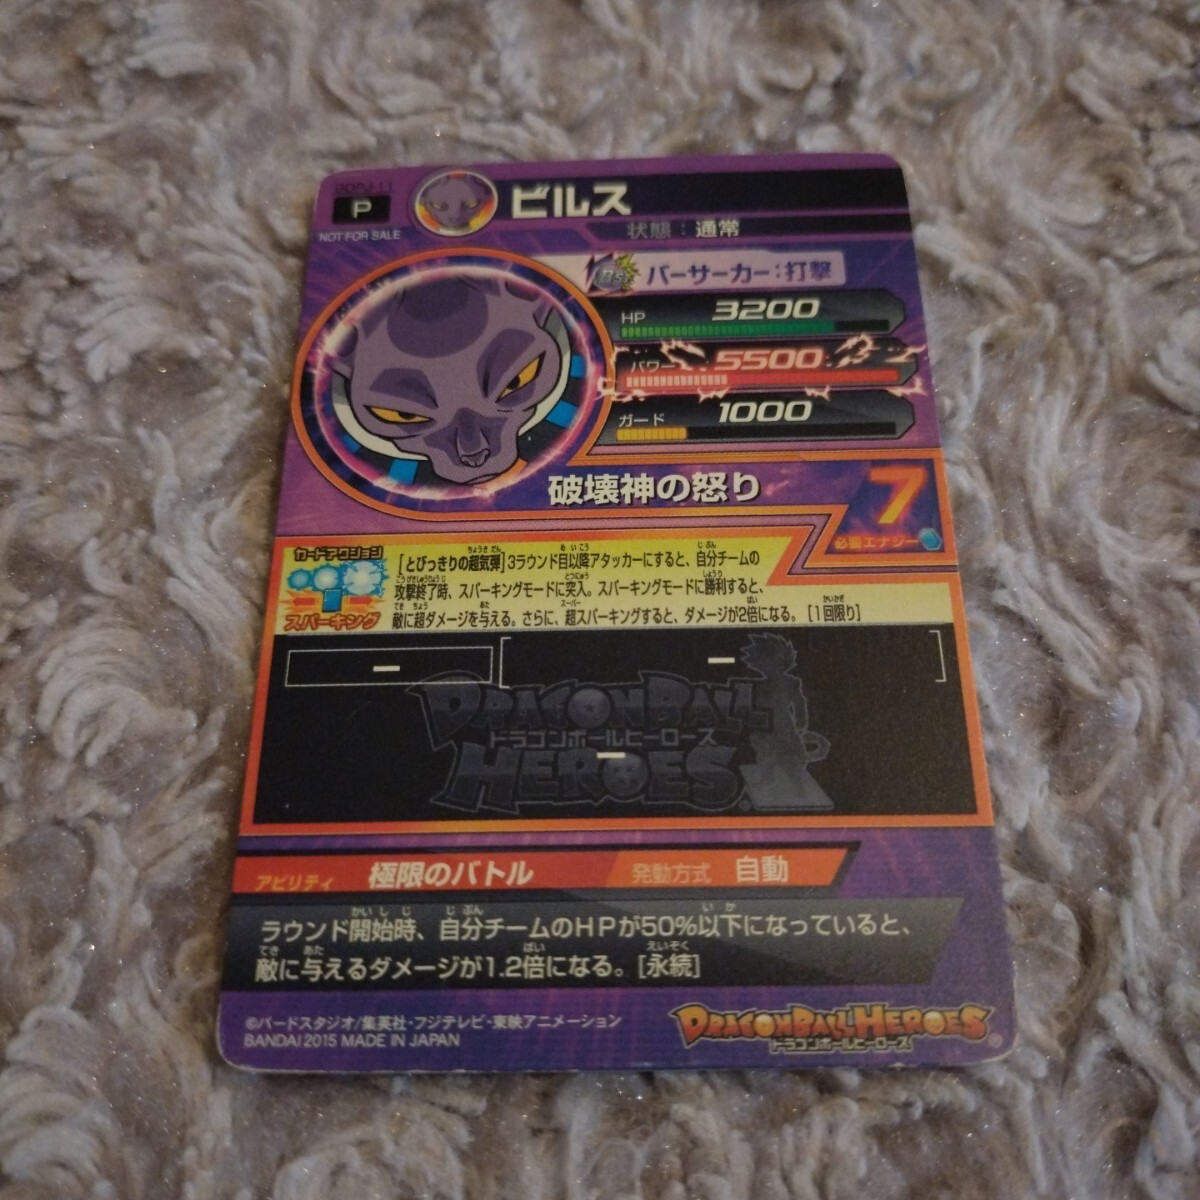 P
NOT FOR SALE
ビルス
状態：通常
バーサーカー：打撃
HP 3200
パワー 5500
ガード 1000
破壊神の怒り
7
必要エナジー
カードアクション
スパーキング
[とびっきりの超気弾]3ラウンド目以降アタッカーにすると、自分チームの
攻撃終了時、スパーキングモードに突入。スパーキングモードに勝利すると、
敵に超ダメージを与える。さらに、超スパーキングすると、ダメージが2倍になる。[1回限り]
ー
ー
ー
DRAGONBALL
ドラゴンボールヒーローズ
HEROES
アビリティ 極限のバトル 発動方式 自動
ラウンド開始時、自分チームのHPが50%以下になっていると、
敵に与えるダメージが1.2倍になる。[永続]
©バードスタジオ/集英社・フジテレビ・東映アニメーション
BANDAI 2015 MADE IN JAPAN
DRAGONBALL HEROES
ドラゴンボールヒーローズ